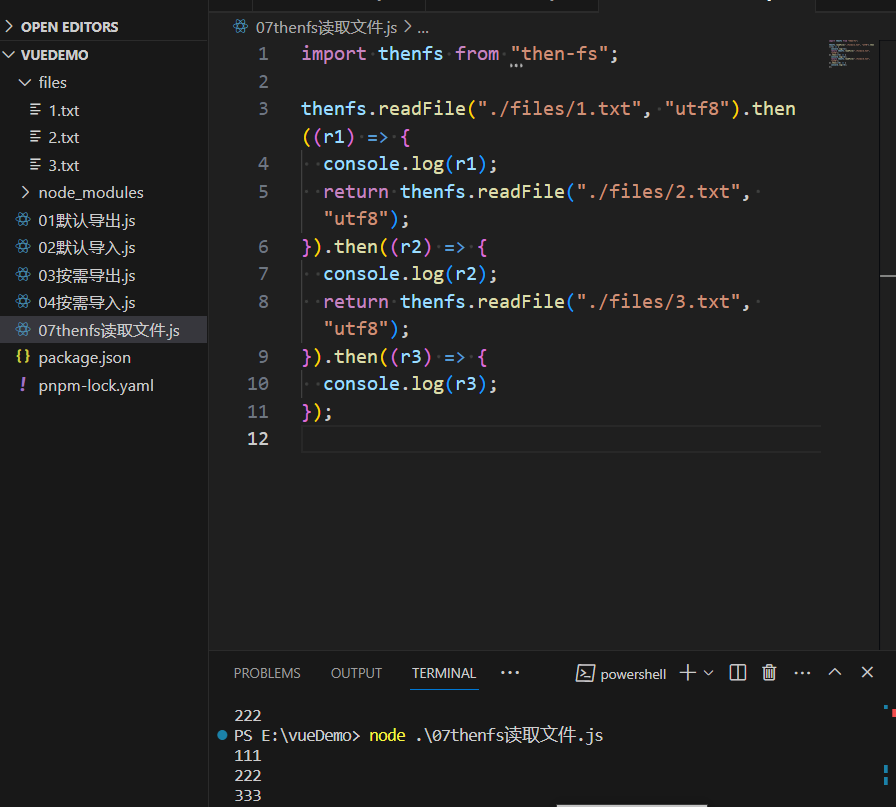 OPEN EDITORS
VUEDEMO
files
1.txt
2.txt
3.txt
node_modules
01默认导出.js
02默认导入.js
03按需导出.js
04按需导入.js
07thenfs读取文件.js
{} package.json
! pnpm-lock.yaml
07thenfs读取文件.js > ...
1 import thenfs from "then-fs";
2
3 thenfs.readFile("./files/1.txt", "utf8").then
((r1) => {
4 console.log(r1);
5 return thenfs.readFile("./files/2.txt",
"utf8");
6 }).then((r2) => {
7 console.log(r2);
8 return thenfs.readFile("./files/3.txt",
"utf8");
9 }).then((r3) => {
10 console.log(r3);
11 });
12
PROBLEMS OUTPUT TERMINAL ··· powershell
222
PS E:\vueDemo> node .\07thenfs读取文件.js
111
222
333